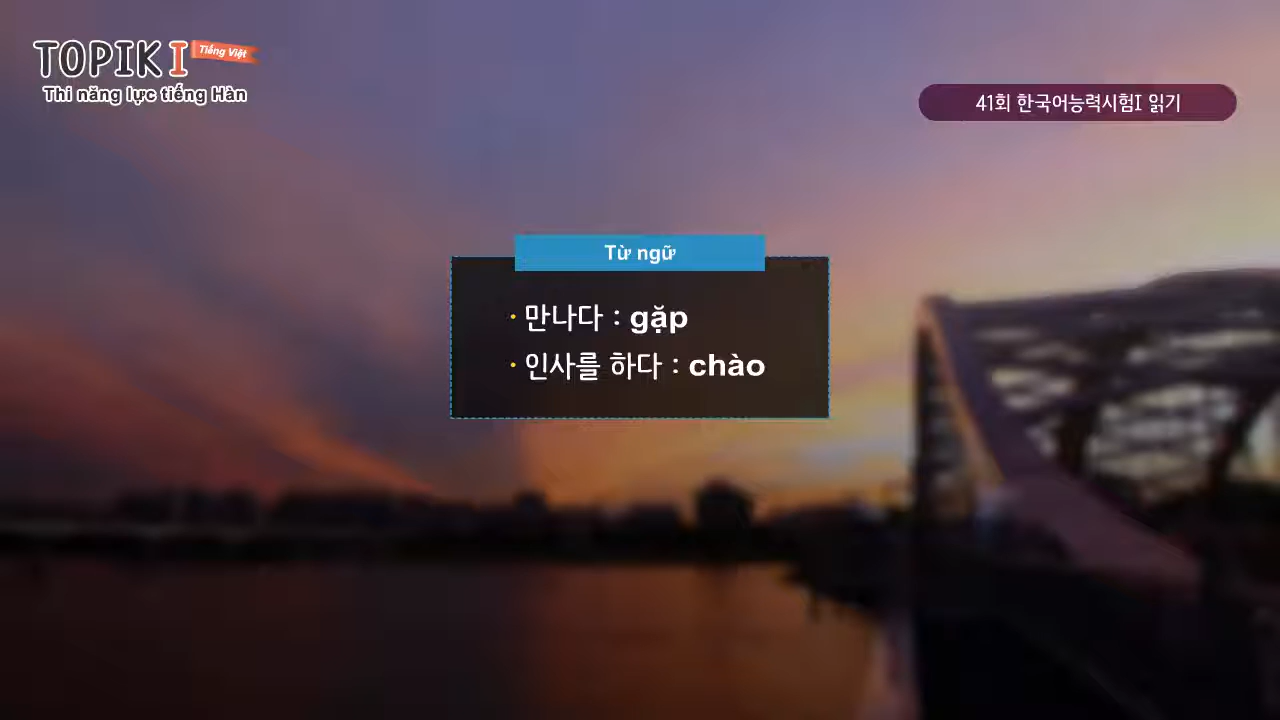 TOPIK I Tiếng Việt
Thi năng lực tiếng Hàn
41회 한국어능력시험I 읽기
Từ ngữ
· 만나다 : gặp
· 인사를 하다 : chào